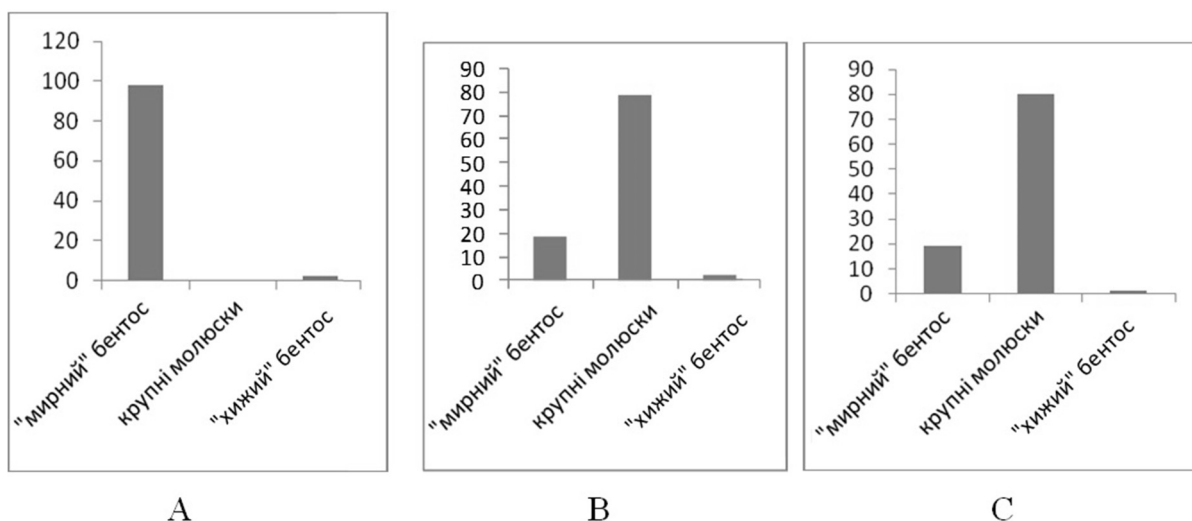 120
100
80
60
40
20
0
"мирний" бентос
крупні молюски
"хижий" бентос
A
90
80
70
60
50
40
30
20
10
0
"мирний" бентос
крупні молюски
"хижий" бентос
B
90
80
70
60
50
40
30
20
10
0
"мирний" бентос
крупні молюски
"хижий" бентос
C